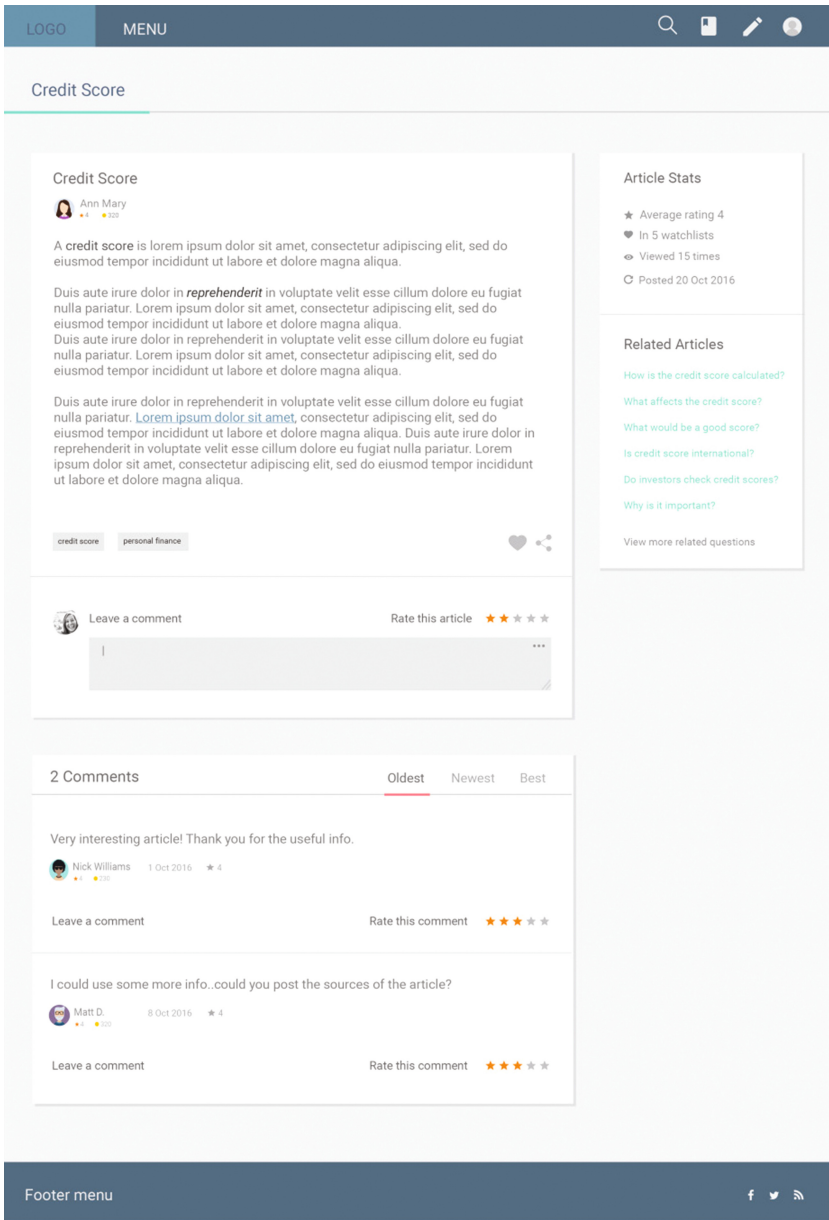 LOGO
MENU
Credit Score
Credit Score
Ann Mary
4 320
A credit score is lorem ipsum dolor sit amet, consectetur adipiscing elit, sed do
eiusmod tempor incididunt ut labore et dolore magna aliqua.
Duis aute irure dolor in reprehenderit in voluptate velit esse cillum dolore eu fugiat
nulla pariatur. Lorem ipsum dolor sit amet, consectetur adipiscing elit, sed do
eiusmod tempor incididunt ut labore et dolore magna aliqua.
Duis aute irure dolor in reprehenderit in voluptate velit esse cillum dolore eu fugiat
nulla pariatur. Lorem ipsum dolor sit amet, consectetur adipiscing elit, sed do
eiusmod tempor incididunt ut labore et dolore magna aliqua.
Duis aute irure dolor in reprehenderit in voluptate velit esse cillum dolore eu fugiat
nulla pariatur. Lorem ipsum dolor sit amet, consectetur adipiscing elit, sed do
eiusmod tempor incididunt ut labore et dolore magna aliqua. Duis aute irure dolor in
reprehenderit in voluptate velit esse cillum dolore eu fugiat nulla pariatur. Lorem
ipsum dolor sit amet, consectetur adipiscing elit, sed do eiusmod tempor incididunt
ut labore et dolore magna aliqua.
credit score
personal finance
Leave a comment
Rate this article
Article Stats
Average rating 4
In 5 watchlists
Viewed 15 times
Posted 20 Oct 2016
Related Articles
How is the credit score calculated?
What affects the credit score?
What would be a good score?
Is credit score international?
Do investors check credit scores?
Why is it important?
View more related questions
2 Comments
Oldest
Newest
Best
Very interesting article! Thank you for the useful info.
Nick Williams
4 230
1 Oct 2016
4
Leave a comment
Rate this comment
I could use some more info..could you post the sources of the article?
Matt D.
4 320
8 Oct 2016
4
Leave a comment
Rate this comment
Footer menu